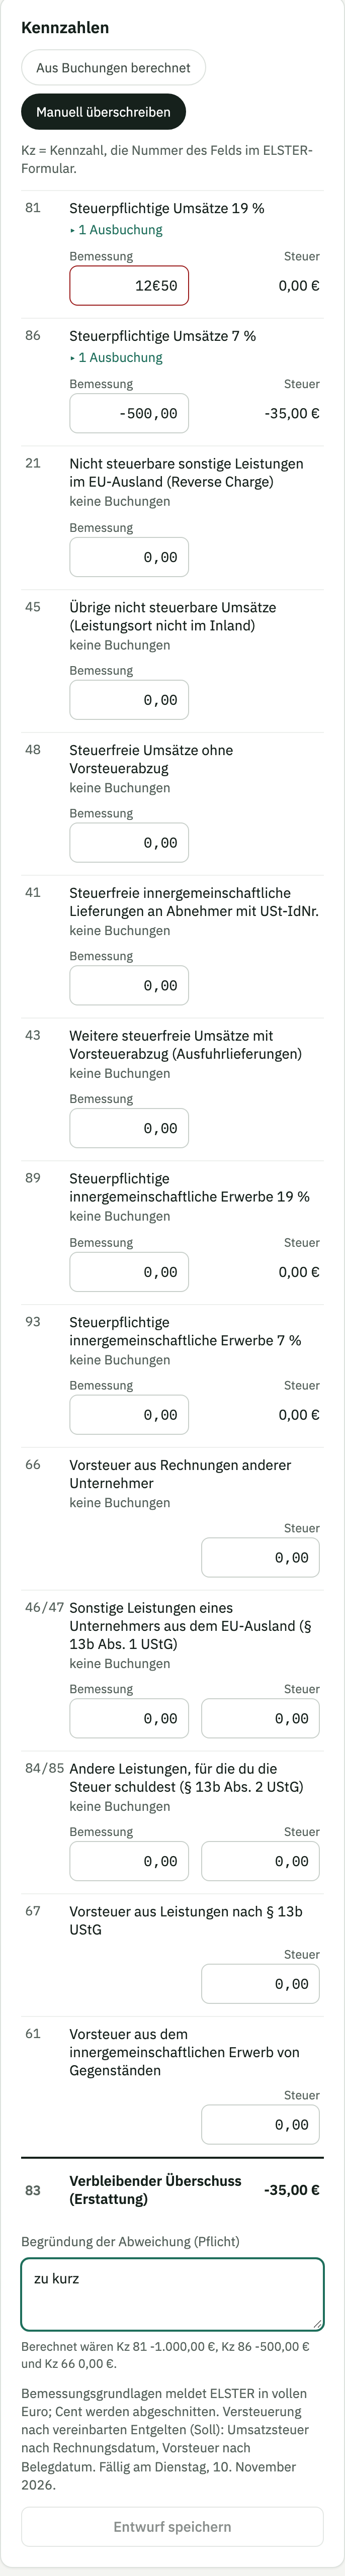 Kennzahlen
Aus Buchungen berechnet
Manuell überschreiben
Kz = Kennzahl, die Nummer des Felds im ELSTER-
Formular.
81 Steuerpflichtige Umsätze 19 %
▸ 1 Ausbuchung
Bemessung Steuer
12€50 0,00 €
86 Steuerpflichtige Umsätze 7 %
▸ 1 Ausbuchung
Bemessung Steuer
-500,00 -35,00 €
21 Nicht steuerbare sonstige Leistungen
im EU-Ausland (Reverse Charge)
keine Buchungen
Bemessung
0,00
45 Übrige nicht steuerbare Umsätze
(Leistungsort nicht im Inland)
keine Buchungen
Bemessung
0,00
48 Steuerfreie Umsätze ohne
Vorsteuerabzug
keine Buchungen
Bemessung
0,00
41 Steuerfreie innergemeinschaftliche
Lieferungen an Abnehmer mit USt-IdNr.
keine Buchungen
Bemessung
0,00
43 Weitere steuerfreie Umsätze mit
Vorsteuerabzug (Ausfuhrlieferungen)
keine Buchungen
Bemessung
0,00
89 Steuerpflichtige
innergemeinschaftliche Erwerbe 19 %
keine Buchungen
Bemessung Steuer
0,00 0,00 €
93 Steuerpflichtige
innergemeinschaftliche Erwerbe 7 %
keine Buchungen
Bemessung Steuer
0,00 0,00 €
66 Vorsteuer aus Rechnungen anderer
Unternehmer
keine Buchungen
Steuer
0,00
46/47 Sonstige Leistungen eines
Unternehmers aus dem EU-Ausland (§
13b Abs. 1 UStG)
keine Buchungen
Bemessung Steuer
0,00 0,00
84/85 Andere Leistungen, für die du die
Steuer schuldest (§ 13b Abs. 2 UStG)
keine Buchungen
Bemessung Steuer
0,00 0,00
67 Vorsteuer aus Leistungen nach § 13b
UStG
Steuer
0,00
61 Vorsteuer aus dem
innergemeinschaftlichen Erwerb von
Gegenständen
Steuer
0,00
83 Verbleibender Überschuss
(Erstattung) -35,00 €
Begründung der Abweichung (Pflicht)
zu kurz
Berechnet wären Kz 81 -1.000,00 €, Kz 86 -500,00 €
und Kz 66 0,00 €.
Bemessungsgrundlagen meldet ELSTER in vollen
Euro; Cent werden abgeschnitten. Versteuerung
nach vereinbarten Entgelten (Soll): Umsatzsteuer
nach Rechnungsdatum, Vorsteuer nach
Belegdatum. Fällig am Dienstag, 10. November
2026.
Entwurf speichern